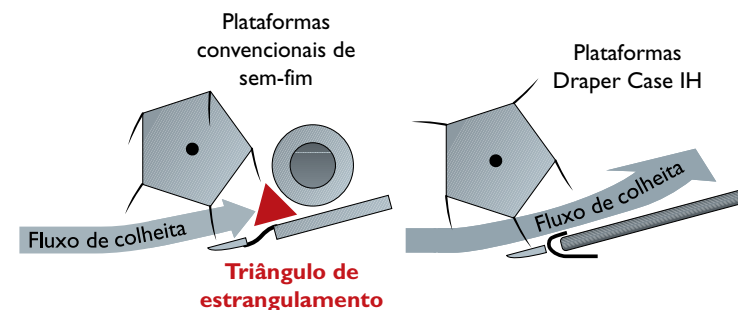 Plataformas
convencionais de
sem-fim
Fluxo de colheita
Triângulo de
estrangulamento
Plataformas
Draper Case IH
Fluxo de colheita